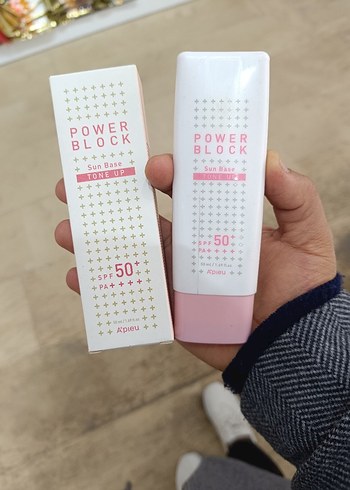 POWER
BLOCK
Sun Base
TONE UP
SPF 50+
PA++++
A'pieu
POWER
BLOCK
Sun Base
TONE UP
SPF 50+
PA++++
A'pieu